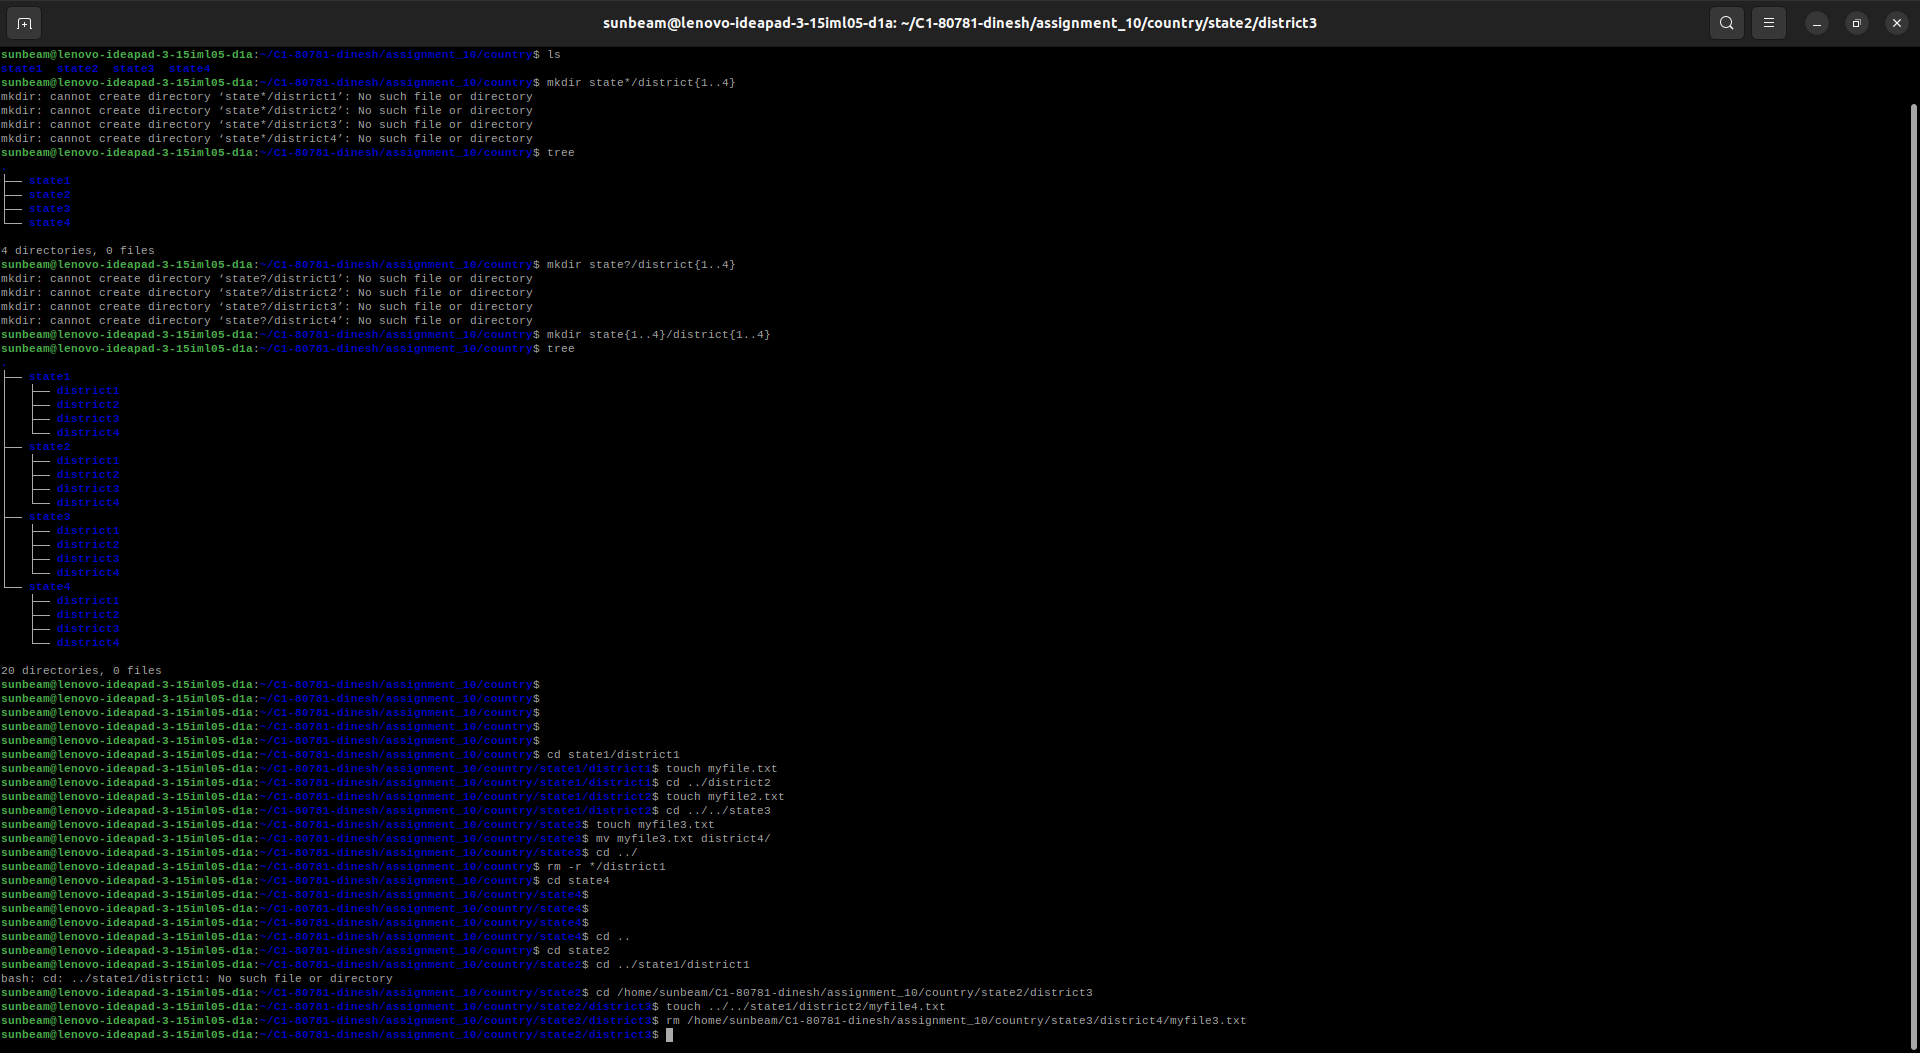 sunbeam@lenovo-ideapad-3-15iml05-d1a: ~/C1-80781-dinesh/assignment_10/country/state2/district3
sunbeam@lenovo-ideapad-3-15iml05-d1a:~/C1-80781-dinesh/assignment_10/country$ ls
state1  state2  state3  state4
sunbeam@lenovo-ideapad-3-15iml05-d1a:~/C1-80781-dinesh/assignment_10/country$ mkdir state*/district{1..4}
mkdir: cannot create directory ‘state*/district1’: No such file or directory
mkdir: cannot create directory ‘state*/district2’: No such file or directory
mkdir: cannot create directory ‘state*/district3’: No such file or directory
mkdir: cannot create directory ‘state*/district4’: No such file or directory
sunbeam@lenovo-ideapad-3-15iml05-d1a:~/C1-80781-dinesh/assignment_10/country$ tree
├── state1
├── state2
├── state3
└── state4
4 directories, 0 files
sunbeam@lenovo-ideapad-3-15iml05-d1a:~/C1-80781-dinesh/assignment_10/country$ mkdir state?/district{1..4}
mkdir: cannot create directory ‘state?/district1’: No such file or directory
mkdir: cannot create directory ‘state?/district2’: No such file or directory
mkdir: cannot create directory ‘state?/district3’: No such file or directory
mkdir: cannot create directory ‘state?/district4’: No such file or directory
sunbeam@lenovo-ideapad-3-15iml05-d1a:~/C1-80781-dinesh/assignment_10/country$ mkdir state{1..4}/district{1..4}
sunbeam@lenovo-ideapad-3-15iml05-d1a:~/C1-80781-dinesh/assignment_10/country$ tree
├── state1
│   ├── district1
│   ├── district2
│   ├── district3
│   └── district4
├── state2
│   ├── district1
│   ├── district2
│   ├── district3
│   └── district4
├── state3
│   ├── district1
│   ├── district2
│   ├── district3
│   └── district4
└── state4
    ├── district1
    ├── district2
    ├── district3
    └── district4
20 directories, 0 files
sunbeam@lenovo-ideapad-3-15iml05-d1a:~/C1-80781-dinesh/assignment_10/country$
sunbeam@lenovo-ideapad-3-15iml05-d1a:~/C1-80781-dinesh/assignment_10/country$
sunbeam@lenovo-ideapad-3-15iml05-d1a:~/C1-80781-dinesh/assignment_10/country$
sunbeam@lenovo-ideapad-3-15iml05-d1a:~/C1-80781-dinesh/assignment_10/country$
sunbeam@lenovo-ideapad-3-15iml05-d1a:~/C1-80781-dinesh/assignment_10/country$
sunbeam@lenovo-ideapad-3-15iml05-d1a:~/C1-80781-dinesh/assignment_10/country$ cd state1/district1
sunbeam@lenovo-ideapad-3-15iml05-d1a:~/C1-80781-dinesh/assignment_10/country/state1/district1$ touch myfile.txt
sunbeam@lenovo-ideapad-3-15iml05-d1a:~/C1-80781-dinesh/assignment_10/country/state1/district1$ cd ../district2
sunbeam@lenovo-ideapad-3-15iml05-d1a:~/C1-80781-dinesh/assignment_10/country/state1/district2$ touch myfile2.txt
sunbeam@lenovo-ideapad-3-15iml05-d1a:~/C1-80781-dinesh/assignment_10/country/state1/district2$ cd ../../state3
sunbeam@lenovo-ideapad-3-15iml05-d1a:~/C1-80781-dinesh/assignment_10/country/state3$ touch myfile3.txt
sunbeam@lenovo-ideapad-3-15iml05-d1a:~/C1-80781-dinesh/assignment_10/country/state3$ mv myfile3.txt district4/
sunbeam@lenovo-ideapad-3-15iml05-d1a:~/C1-80781-dinesh/assignment_10/country/state3$ cd ../
sunbeam@lenovo-ideapad-3-15iml05-d1a:~/C1-80781-dinesh/assignment_10/country$ rm -r */district1
sunbeam@lenovo-ideapad-3-15iml05-d1a:~/C1-80781-dinesh/assignment_10/country$ cd state4
sunbeam@lenovo-ideapad-3-15iml05-d1a:~/C1-80781-dinesh/assignment_10/country/state4$
sunbeam@lenovo-ideapad-3-15iml05-d1a:~/C1-80781-dinesh/assignment_10/country/state4$
sunbeam@lenovo-ideapad-3-15iml05-d1a:~/C1-80781-dinesh/assignment_10/country/state4$
sunbeam@lenovo-ideapad-3-15iml05-d1a:~/C1-80781-dinesh/assignment_10/country/state4$ cd ..
sunbeam@lenovo-ideapad-3-15iml05-d1a:~/C1-80781-dinesh/assignment_10/country$ cd state2
sunbeam@lenovo-ideapad-3-15iml05-d1a:~/C1-80781-dinesh/assignment_10/country/state2$ cd ../state1/district1
bash: cd: ../state1/district1: No such file or directory
sunbeam@lenovo-ideapad-3-15iml05-d1a:~/C1-80781-dinesh/assignment_10/country/state2$ cd /home/sunbeam/C1-80781-dinesh/assignment_10/country/state2/district3
sunbeam@lenovo-ideapad-3-15iml05-d1a:~/C1-80781-dinesh/assignment_10/country/state2/district3$ touch ../../state1/district2/myfile4.txt
sunbeam@lenovo-ideapad-3-15iml05-d1a:~/C1-80781-dinesh/assignment_10/country/state2/district3$ rm /home/sunbeam/C1-80781-dinesh/assignment_10/country/state3/district4/myfile3.txt
sunbeam@lenovo-ideapad-3-15iml05-d1a:~/C1-80781-dinesh/assignment_10/country/state2/district3$